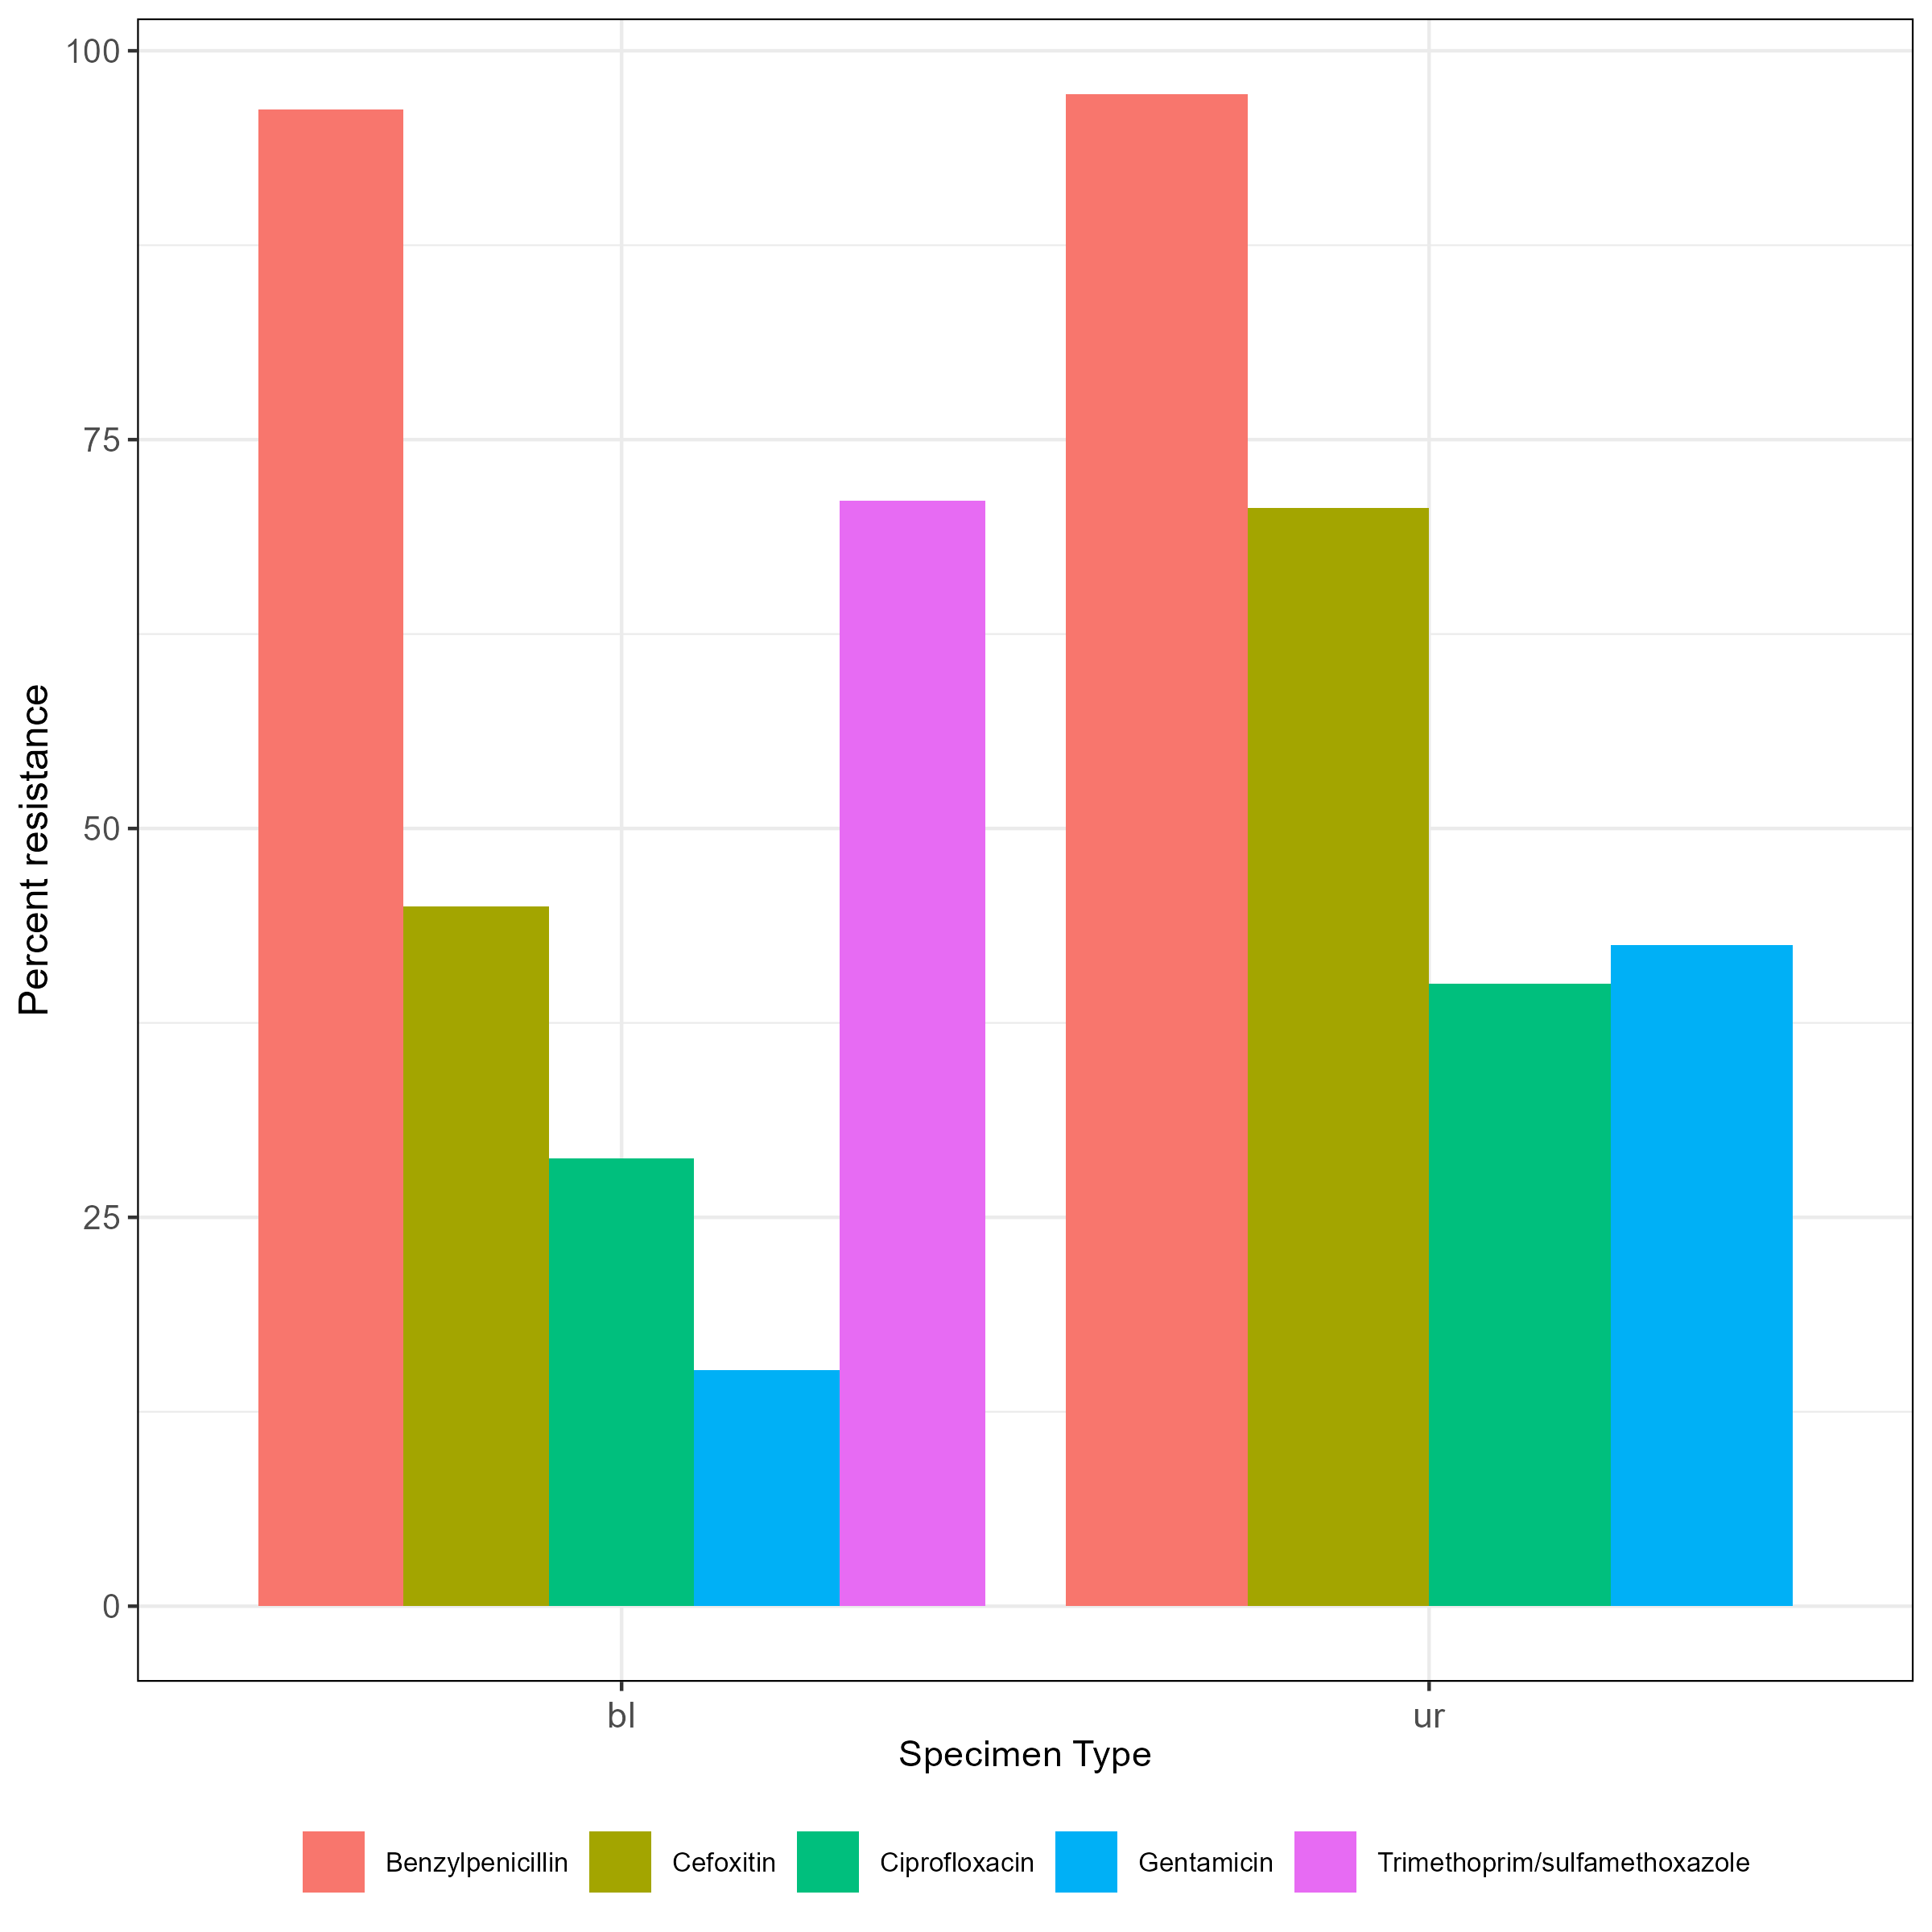 100
75
50
25
0
Percent resistance
bl
ur
Specimen Type
Benzylpenicillin
Cefoxitin
Ciprofloxacin
Gentamicin
Trimethoprim/sulfamethoxazole